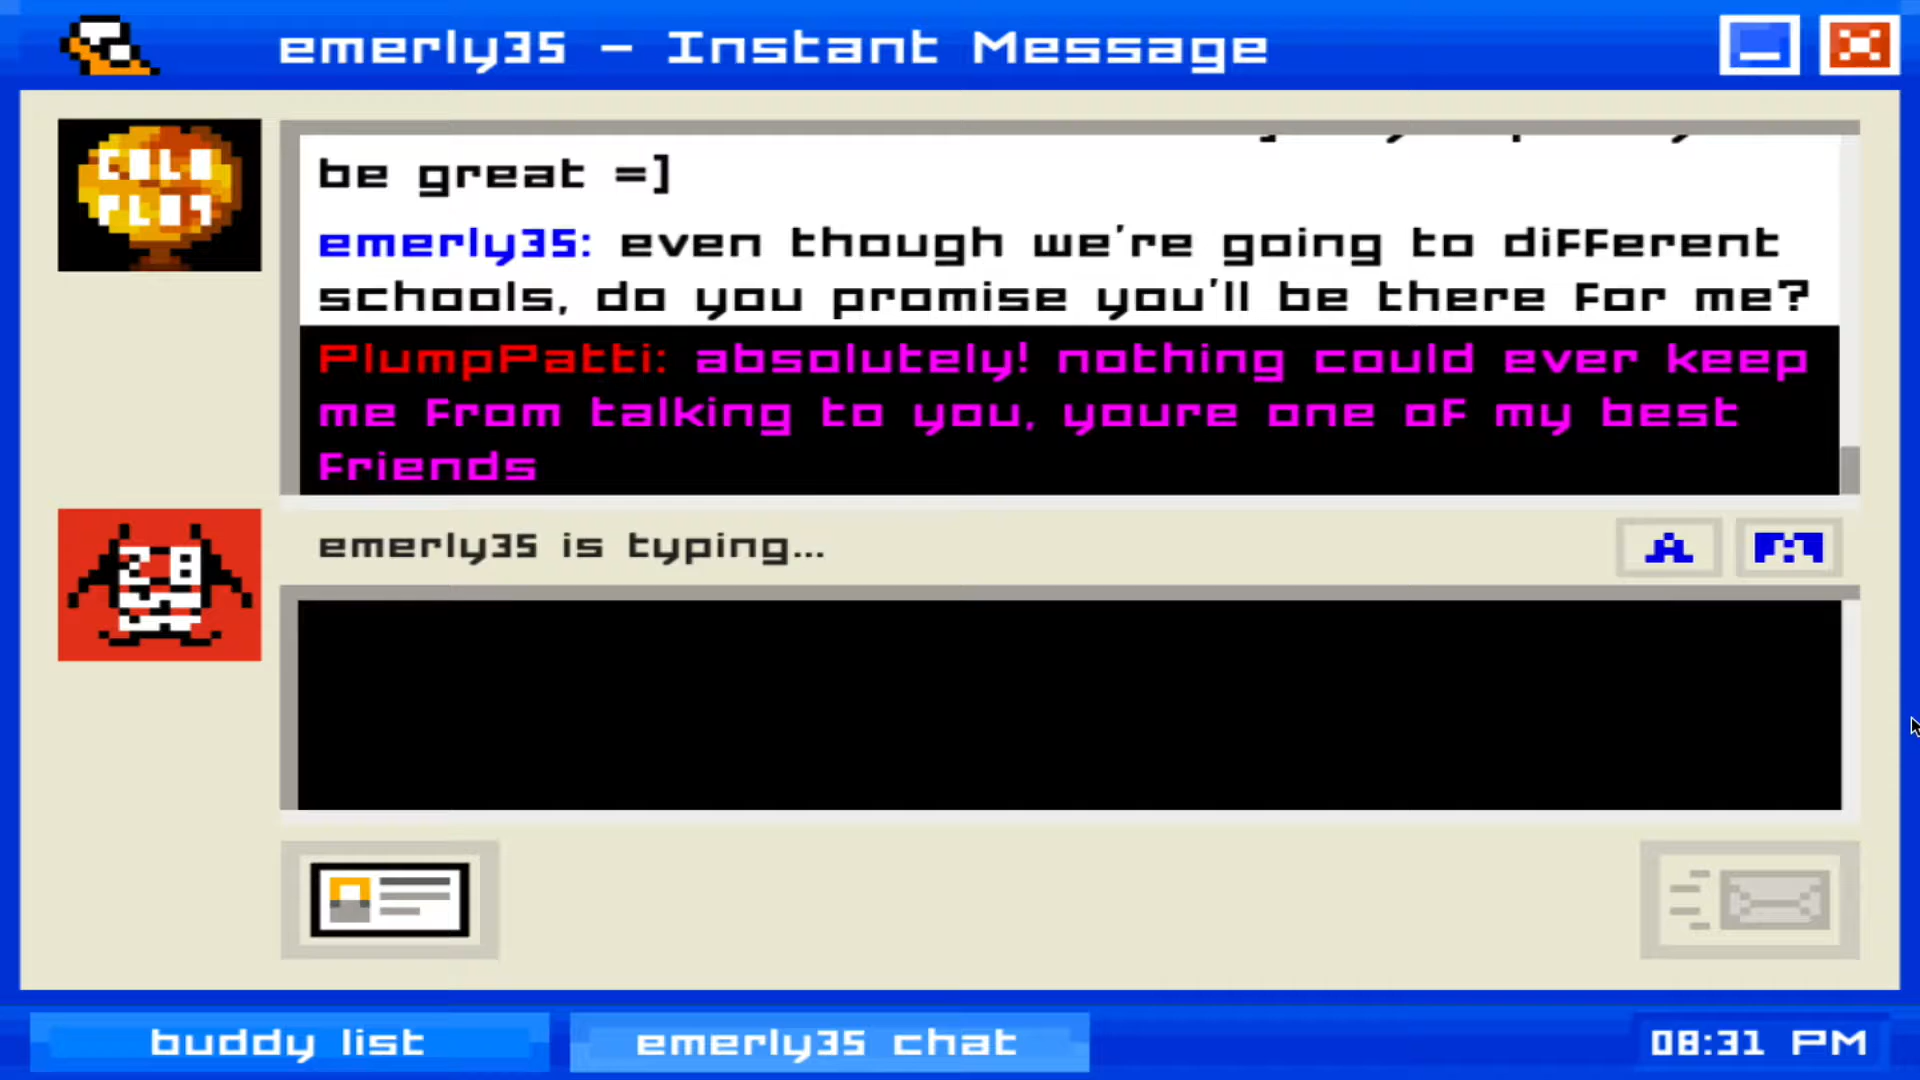 emerly35 - Instant Message
COLD
PLAY
be great =]
emerly35: even though we're going to different
schools, do you promise you'll be there for me?
PlumpPatti: absolutely! nothing could ever keep
me from talking to you, youre one of my best
friends
emerly35 is typing...
A
buddy list
emerly35 chat
08:31 PM